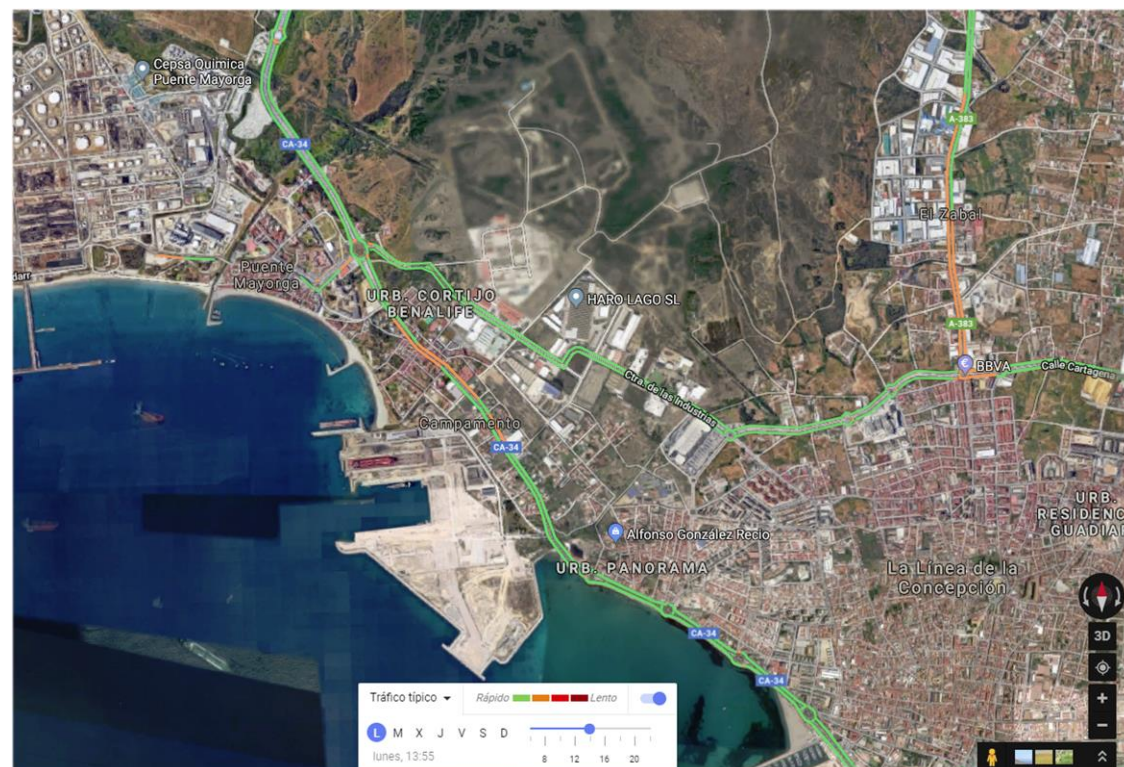 Cepsa Química
Puente Mayorga
CA-34
A-383
El Zabal
Puente
Mayorga
URB. CORTIJO
BENALIFE
HARO LAGO SL
A-383
BBVA
Calle Cartagena
Ctra. de las Industrias
Campamento
CA-34
URB.
RESIDENC
GUADIAR
Alfonso González Recio
URB. PANORAMA
La Línea de la
Concepción
CA-34
3D
CA-34
Tráfico típico
Rápido
Lento
L M X J V S D
lunes, 13:55
8 12 16 20